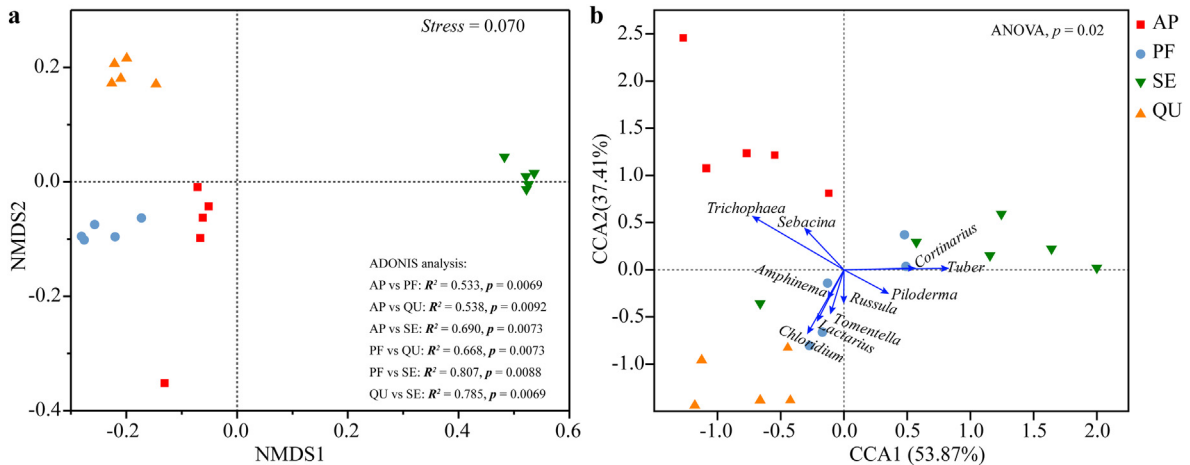 a
Stress = 0.070
NMDS2
0.2
0.0
-0.2
-0.4
ADONIS analysis:
AP vs PF: R² = 0.533, p = 0.0069
AP vs QU: R² = 0.538, p = 0.0092
AP vs SE: R² = 0.690, p = 0.0073
PF vs QU: R² = 0.668, p = 0.0073
PF vs SE: R² = 0.807, p = 0.0088
QU vs SE: R² = 0.785, p = 0.0069
-0.2 0.0 0.2 0.4 0.6
NMDS1
b
ANOVA, p = 0.02
CCA2(37.41%)
2.5
2.0
1.5
1.0
0.5
0.0
-0.5
-1.0
Trichophaea
Sebacina
Cortinarius
Tuber
Amphinema
Piloderma
Russula
Tomentella
Lactarius
Chloridium
-1.0 -0.5 0.0 0.5 1.0 1.5 2.0
CCA1 (53.87%)
AP
PF
SE
QU